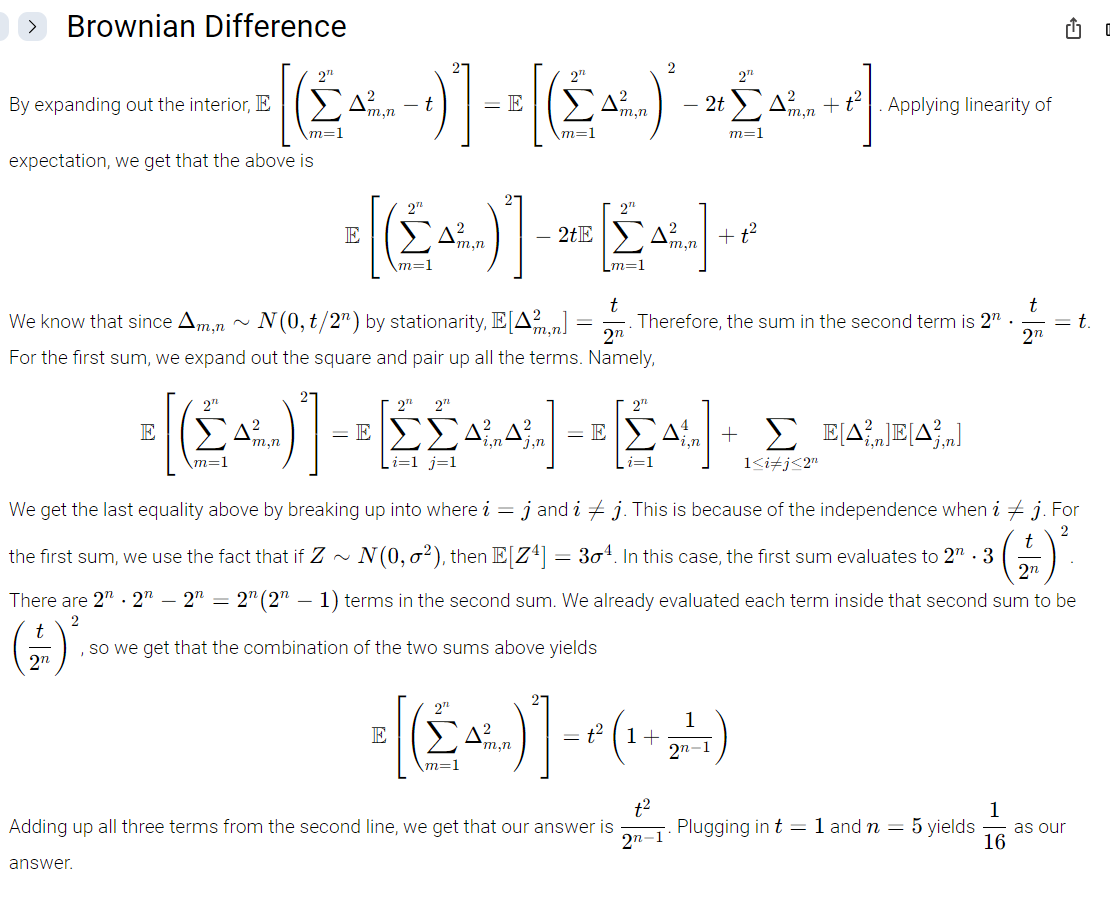 > Brownian Difference
By expanding out the interior, $\mathbb{E}\left[\left(\sum_{m=1}^{2^n} \Delta_{m,n}^2 - t\right)^2\right] = \mathbb{E}\left[\left(\sum_{m=1}^{2^n} \Delta_{m,n}^2\right)^2 - 2t\sum_{m=1}^{2^n} \Delta_{m,n}^2 + t^2\right]$. Applying linearity of
expectation, we get that the above is
$\mathbb{E}\left[\left(\sum_{m=1}^{2^n} \Delta_{m,n}^2\right)^2\right] - 2t\mathbb{E}\left[\sum_{m=1}^{2^n} \Delta_{m,n}^2\right] + t^2$
We know that since $\Delta_{m,n} \sim N(0, t/2^n)$ by stationarity, $\mathbb{E}[\Delta_{m,n}^2] = \frac{t}{2^n}$. Therefore, the sum in the second term is $2^n \cdot \frac{t}{2^n} = t$.
For the first sum, we expand out the square and pair up all the terms. Namely,
$\mathbb{E}\left[\left(\sum_{m=1}^{2^n} \Delta_{m,n}^2\right)^2\right] = \mathbb{E}\left[\sum_{i=1}^{2^n}\sum_{j=1}^{2^n} \Delta_{i,n}^2\Delta_{j,n}^2\right] = \mathbb{E}\left[\sum_{i=1}^{2^n} \Delta_{i,n}^4\right] + \sum_{1\leq i\neq j\leq 2^n} \mathbb{E}[\Delta_{i,n}^2]\mathbb{E}[\Delta_{j,n}^2]$
We get the last equality above by breaking up into where $i = j$ and $i \neq j$. This is because of the independence when $i \neq j$. For
the first sum, we use the fact that if $Z \sim N(0, \sigma^2)$, then $\mathbb{E}[Z^4] = 3\sigma^4$. In this case, the first sum evaluates to $2^n \cdot 3\left(\frac{t}{2^n}\right)^2$.
There are $2^n \cdot 2^n - 2^n = 2^n(2^n - 1)$ terms in the second sum. We already evaluated each term inside that second sum to be
$\left(\frac{t}{2^n}\right)^2$, so we get that the combination of the two sums above yields
$\mathbb{E}\left[\left(\sum_{m=1}^{2^n} \Delta_{m,n}^2\right)^2\right] = t^2\left(1 + \frac{1}{2^{n-1}}\right)$
Adding up all three terms from the second line, we get that our answer is $\frac{t^2}{2^{n-1}}$. Plugging in $t = 1$ and $n = 5$ yields $\frac{1}{16}$ as our
answer.